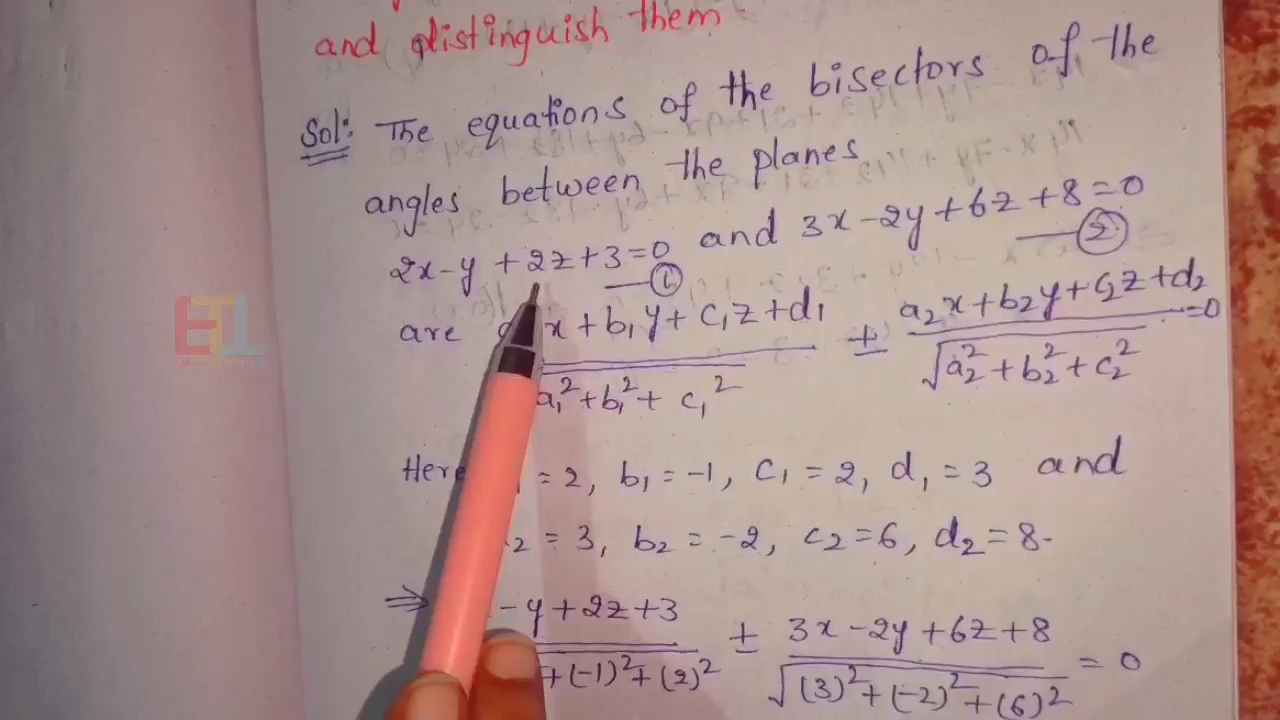 and distinguish them
Sol: The equations of the bisectors of the
angles between the planes
2x-y+2z+3=0 —① and 3x-2y+6z+8=0 —②
are x+b₁y+c₁z+d₁ / a₁²+b₁²+c₁² ± a₂x+b₂y+c₂z+d₂ / √a₂²+b₂²+c₂² =0
Here = 2, b₁=-1, c₁=2, d₁=3 and
₂=3, b₂=-2, c₂=6, d₂=8.
⇒ -y+2z+3 / +(-1)²+(2)² ± 3x-2y+6z+8 / √(3)²+(-2)²+(6)² =0